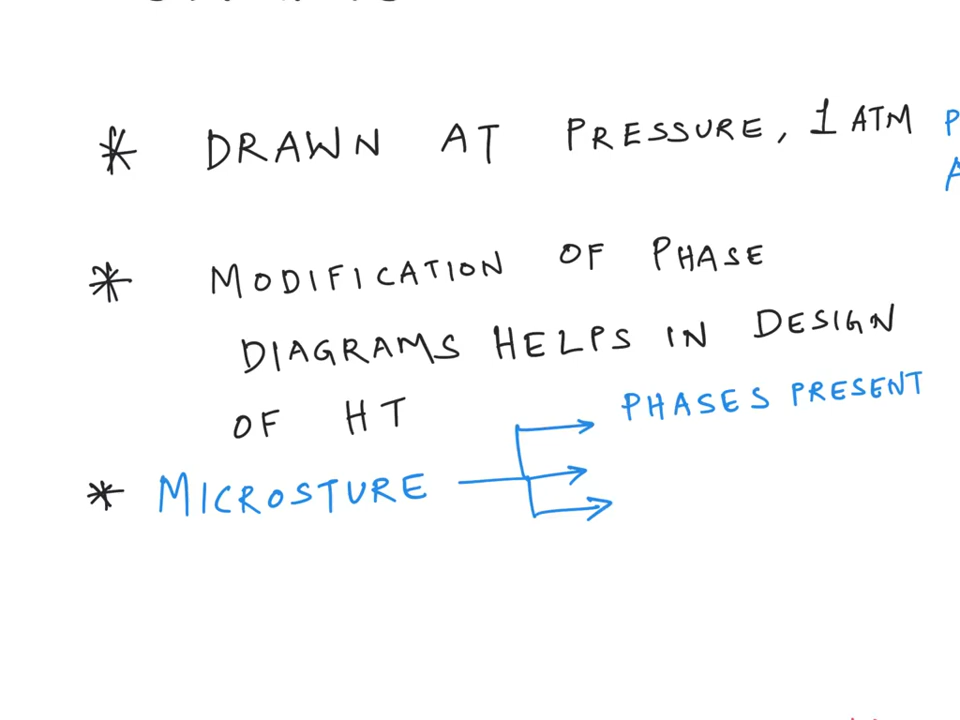 * DRAWN AT PRESSURE, 1 ATM
* MODIFICATION OF PHASE
DIAGRAMS HELPS IN DESIGN
OF HT
PHASES PRESENT
* MICROSTURE